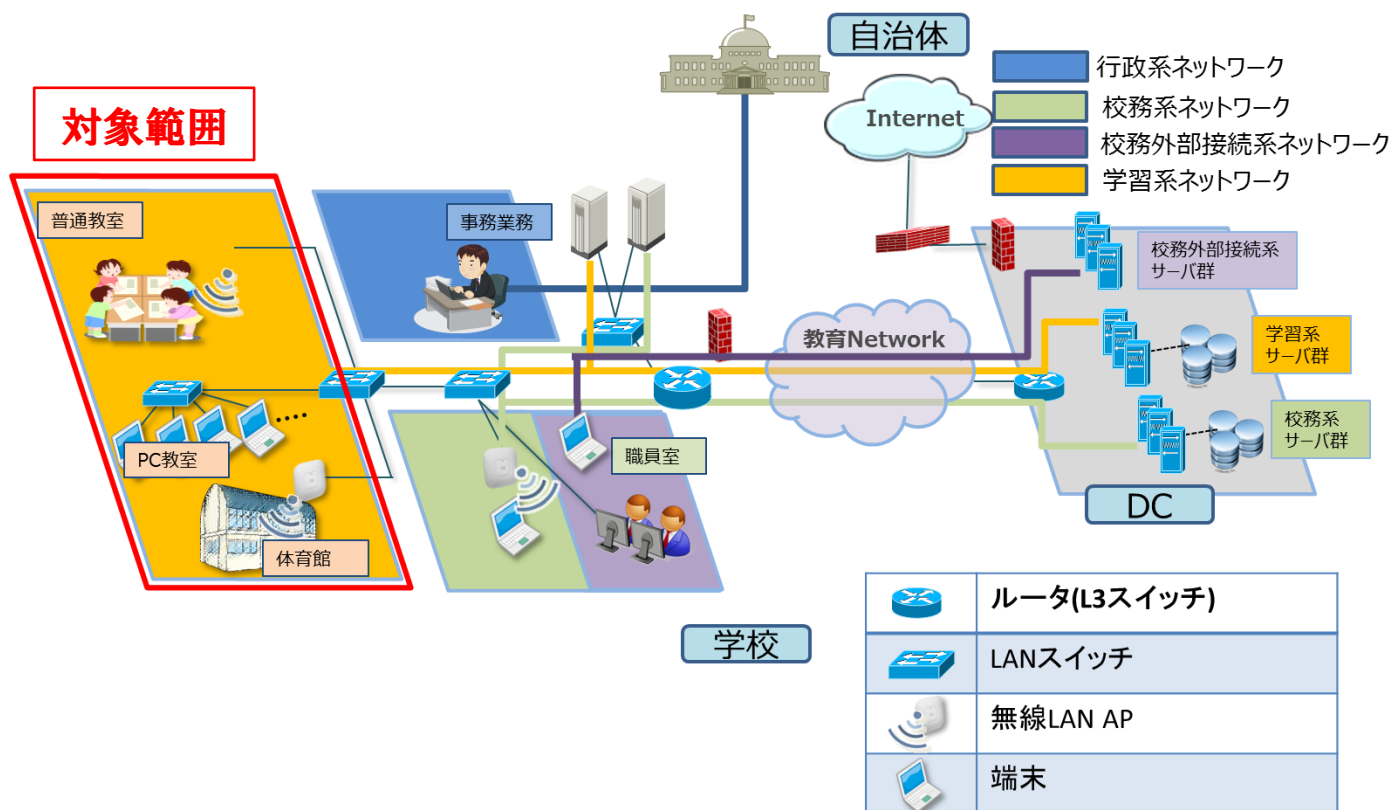 自治体
行政系ネットワーク
校務系ネットワーク
校務外部接続系ネットワーク
学習系ネットワーク
Internet
対象範囲
普通教室
事務業務
校務外部接続系
サーバ群
教育Network
学習系
サーバ群
PC教室
職員室
校務系
サーバ群
体育館
DC
学校
ルータ(L3スイッチ)
LANスイッチ
無線LAN AP
端末